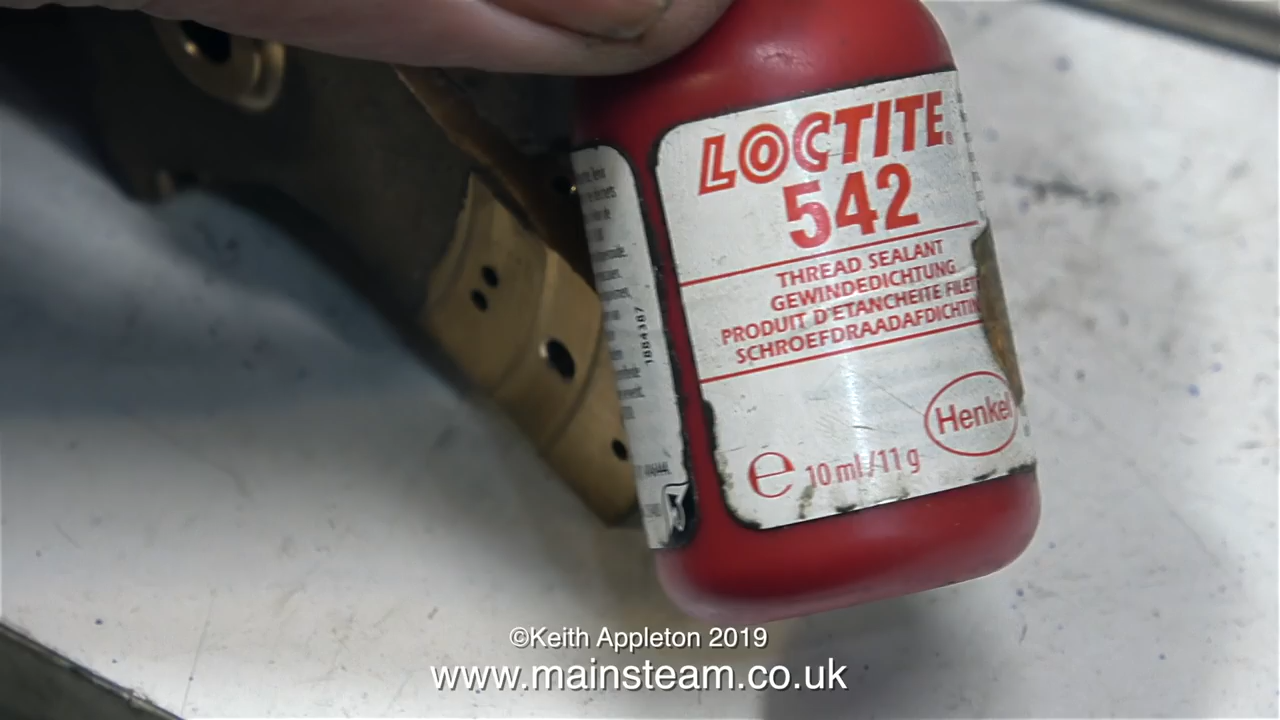 LOCTITE®
542
THREAD SEALANT
GEWINDEDICHTUNG
PRODUIT D'ETANCHEITE FILET
SCHROEFDRAADAFDICHTIN
Henkel
℮ 10 ml/11 g
1884387
©Keith Appleton 2019
www.mainsteam.co.uk